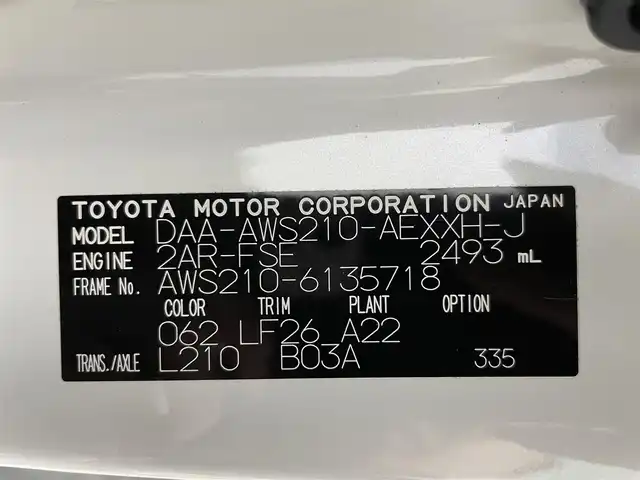 TOYOTA MOTOR CORPORATION JAPAN
MODEL DAA-AWS210-AEXXH-J
ENGINE 2AR-FSE 2493 mL
FRAME No. AWS210-6135718
COLOR TRIM PLANT OPTION
062 LF26 A22
TRANS./AXLE L210 B03A 335